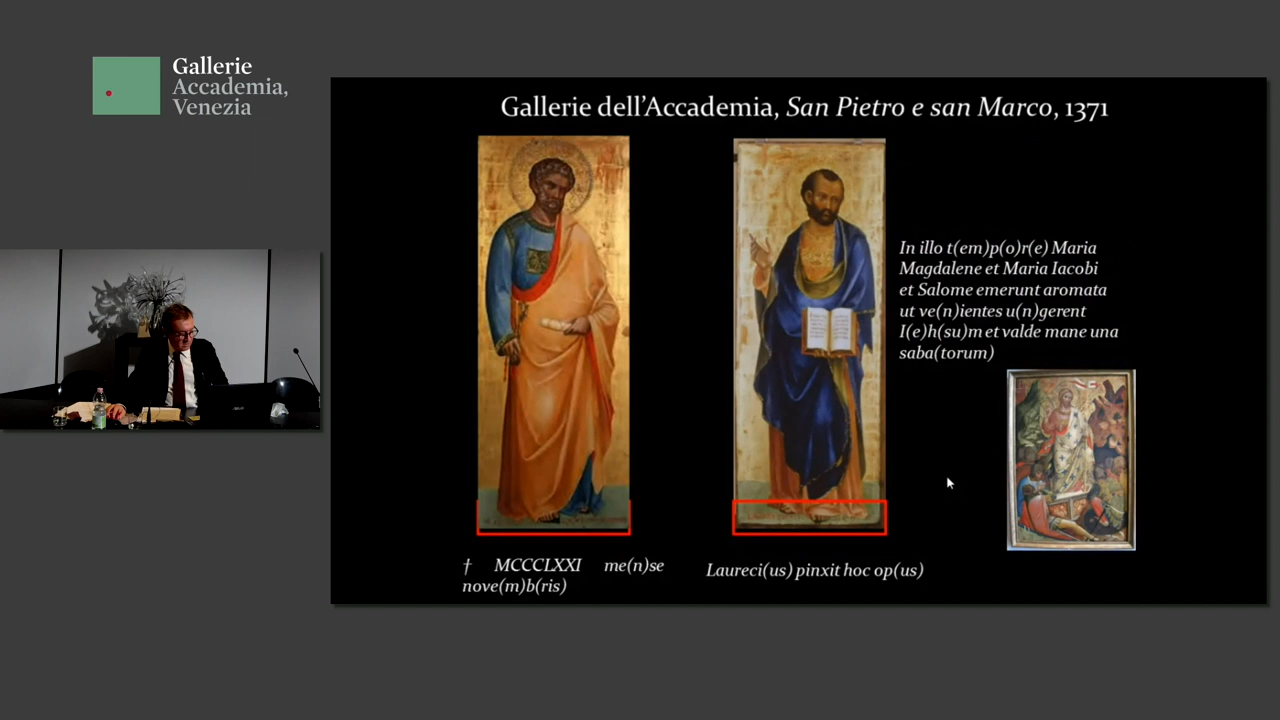 Gallerie
Accademia,
Venezia
Gallerie dell'Accademia, San Pietro e san Marco, 1371
In illo t(em)p(o)r(e) Maria
Magdalene et Maria Iacobi
et Salome emerunt aromata
ut ve(n)ientes u(n)gerent
I(e)h(su)m et valde mane una
saba(torum)
† MCCCLXXI me(n)se
nove(m)b(ris)
Laureci(us) pinxit hoc op(us)